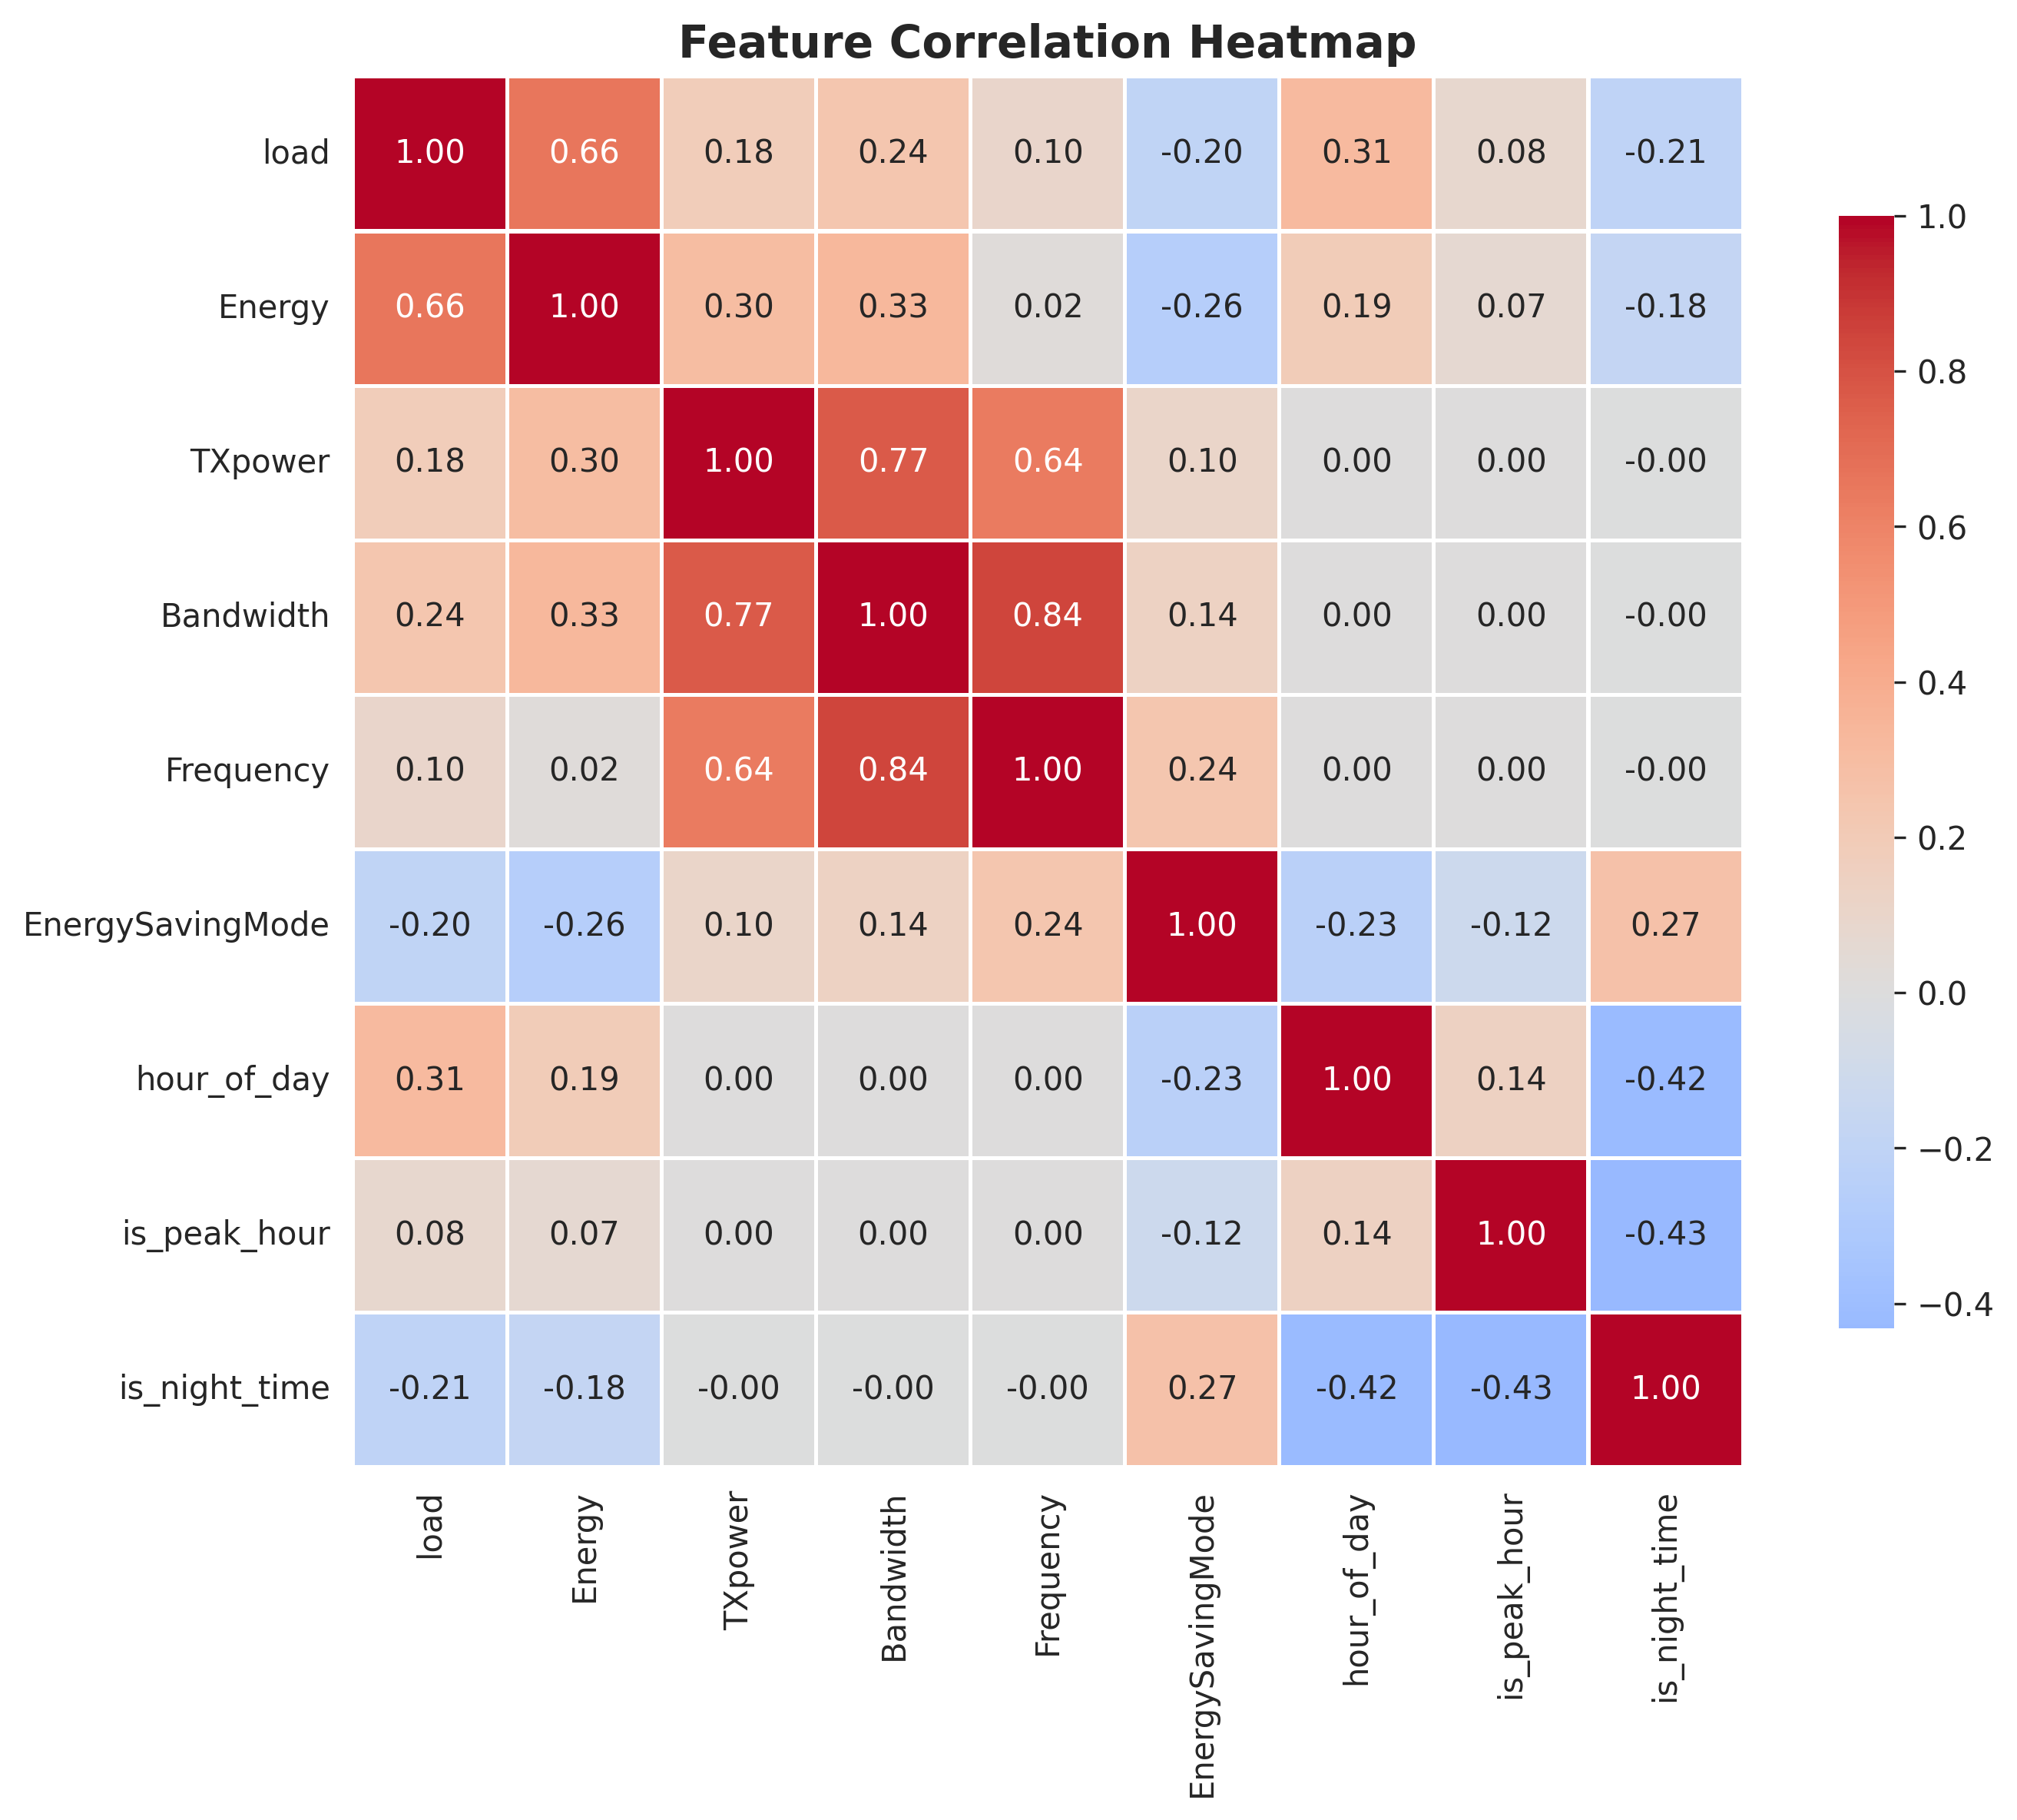 Feature Correlation Heatmap
load 1.00 0.66 0.18 0.24 0.10 -0.20 0.31 0.08 -0.21
Energy 0.66 1.00 0.30 0.33 0.02 -0.26 0.19 0.07 -0.18
TXpower 0.18 0.30 1.00 0.77 0.64 0.10 0.00 0.00 -0.00
Bandwidth 0.24 0.33 0.77 1.00 0.84 0.14 0.00 0.00 -0.00
Frequency 0.10 0.02 0.64 0.84 1.00 0.24 0.00 0.00 -0.00
EnergySavingMode -0.20 -0.26 0.10 0.14 0.24 1.00 -0.23 -0.12 0.27
hour_of_day 0.31 0.19 0.00 0.00 0.00 -0.23 1.00 0.14 -0.42
is_peak_hour 0.08 0.07 0.00 0.00 0.00 -0.12 0.14 1.00 -0.43
is_night_time -0.21 -0.18 -0.00 -0.00 -0.00 0.27 -0.42 -0.43 1.00
load
Energy
TXpower
Bandwidth
Frequency
EnergySavingMode
hour_of_day
is_peak_hour
is_night_time
1.0
0.8
0.6
0.4
0.2
0.0
−0.2
−0.4